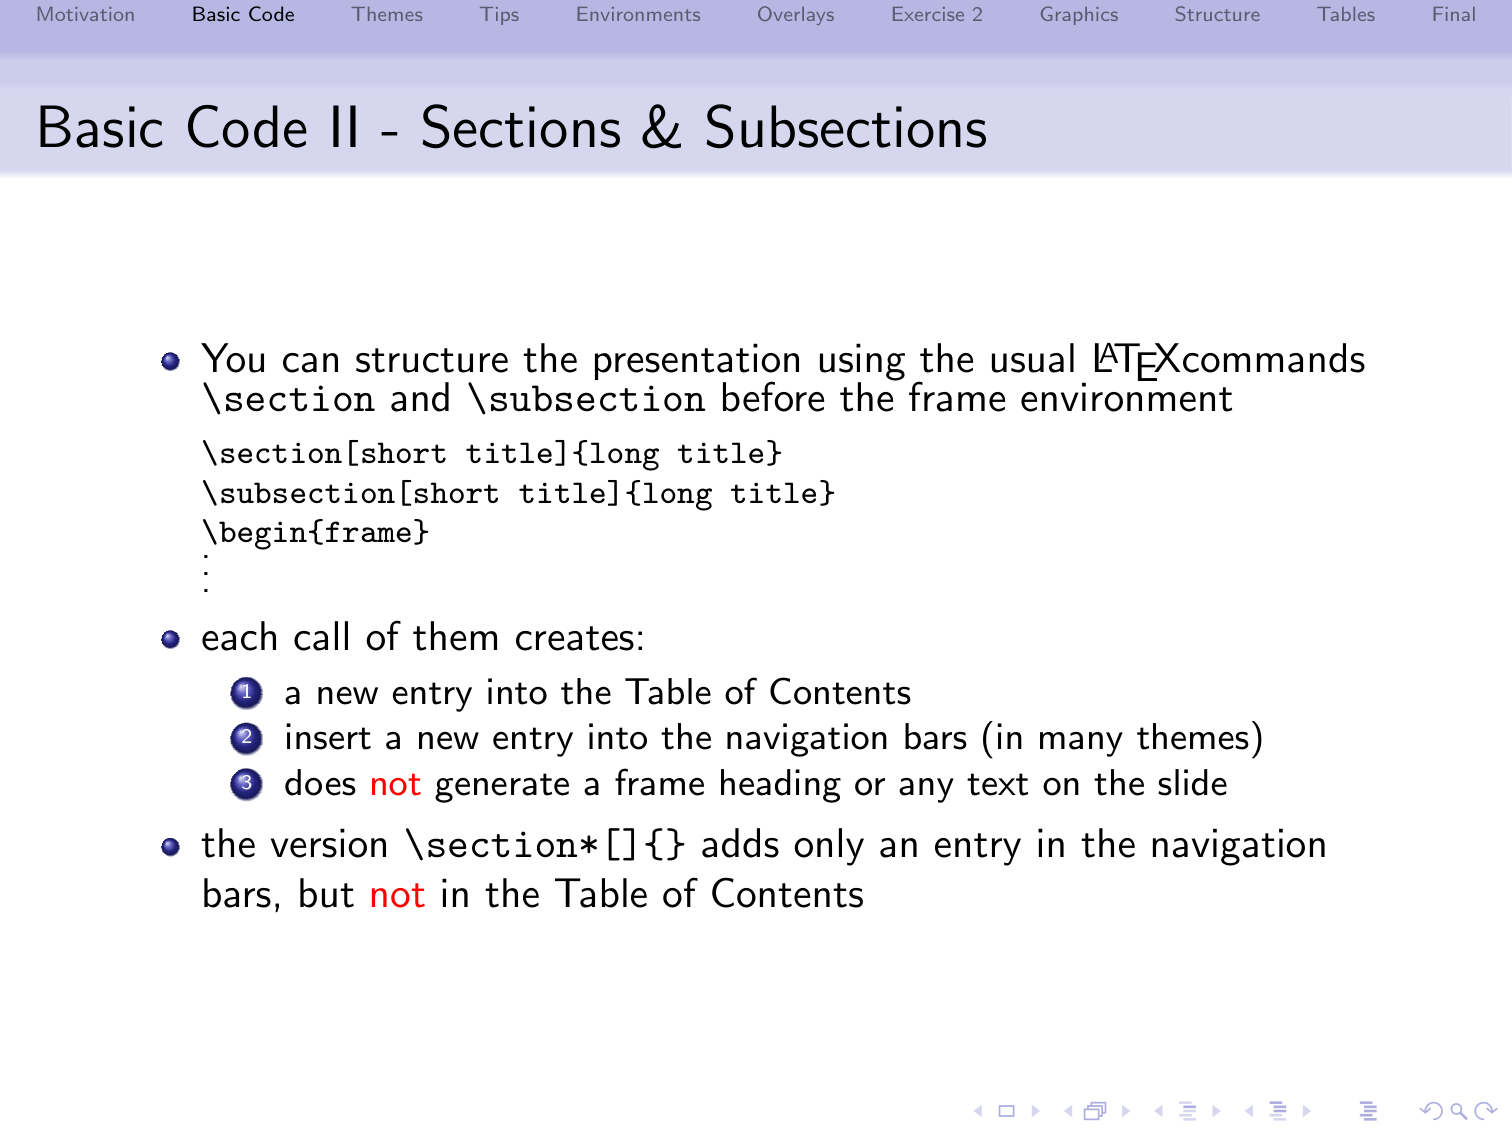 Motivation Basic Code Themes Tips Environments Overlays Exercise 2 Graphics Structure Tables Final
Basic Code II - Sections & Subsections
You can structure the presentation using the usual LATEXcommands
\section and \subsection before the frame environment
\section[short title]{long title}
\subsection[short title]{long title}
\begin{frame}
⋮
each call of them creates:
1 a new entry into the Table of Contents
2 insert a new entry into the navigation bars (in many themes)
3 does not generate a frame heading or any text on the slide
the version \section*[]{} adds only an entry in the navigation
bars, but not in the Table of Contents